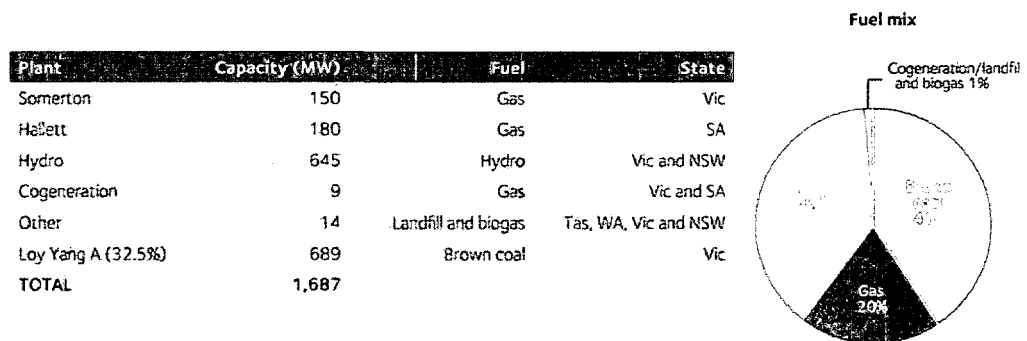 Fuel mix
Plant Capacity (MW) Fuel State
Somerton 150 Gas Vic
Hallett 180 Gas SA
Hydro 645 Hydro Vic and NSW
Cogeneration 9 Gas Vic and SA
Other 14 Landfill and biogas Tas, WA, Vic and NSW
Loy Yang A (32.5%) 689 Brown coal Vic
TOTAL 1,687
Cogeneration/landfill
and biogas 1%
Brown
coal
Gas
20%